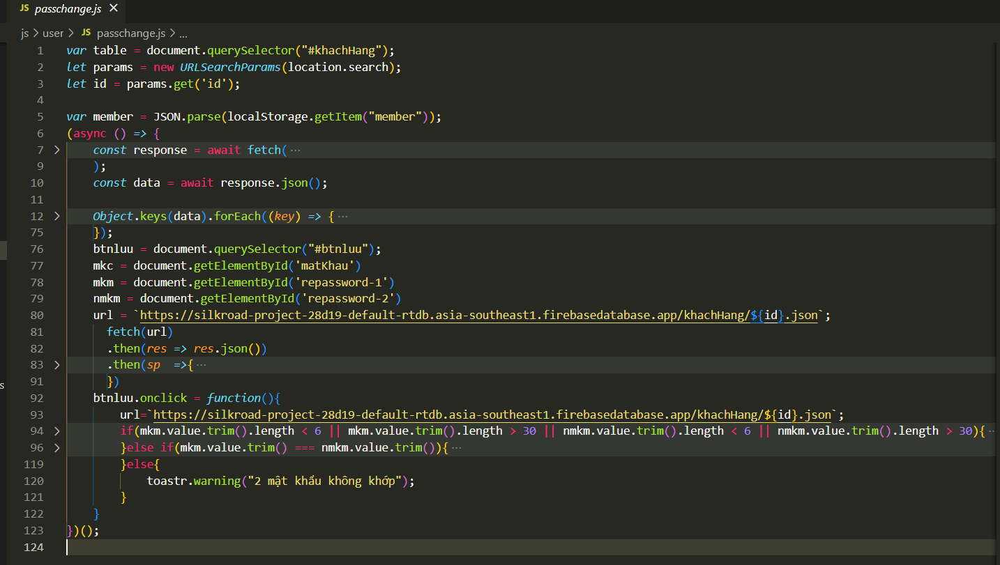 JS passchange.js ×
js > user > JS passchange.js > ...
1 var table = document.querySelector("#khachHang");
2 let params = new URLSearchParams(location.search);
3 let id = params.get('id');
4
5 var member = JSON.parse(localStorage.getItem("member"));
6 (async () => {
7 > const response = await fetch( ···
9 );
10 const data = await response.json();
11
12 > Object.keys(data).forEach((key) => { ···
75 });
76 btnluu = document.querySelector("#btnluu");
77 mkc = document.getElementById('matKhau')
78 mkm = document.getElementById('repassword-1')
79 nmkm = document.getElementById('repassword-2')
80 url = `https://silkroad-project-28d19-default-rtdb.asia-southeast1.firebasedatabase.app/khachHang/${id}.json`;
81 fetch(url)
82 .then(res => res.json())
83 > .then(sp  =>{ ···
91 })
92 btnluu.onclick = function(){
93 url=`https://silkroad-project-28d19-default-rtdb.asia-southeast1.firebasedatabase.app/khachHang/${id}.json`;
94 > if(mkm.value.trim().length < 6 || mkm.value.trim().length > 30 || nmkm.value.trim().length < 6 || nmkm.value.trim().length > 30){ ··
96 > }else if(mkm.value.trim() === nmkm.value.trim()){ ···
119 }else{
120 toastr.warning("2 mật khẩu không khớp");
121 }
122 }
123 })();
124
s